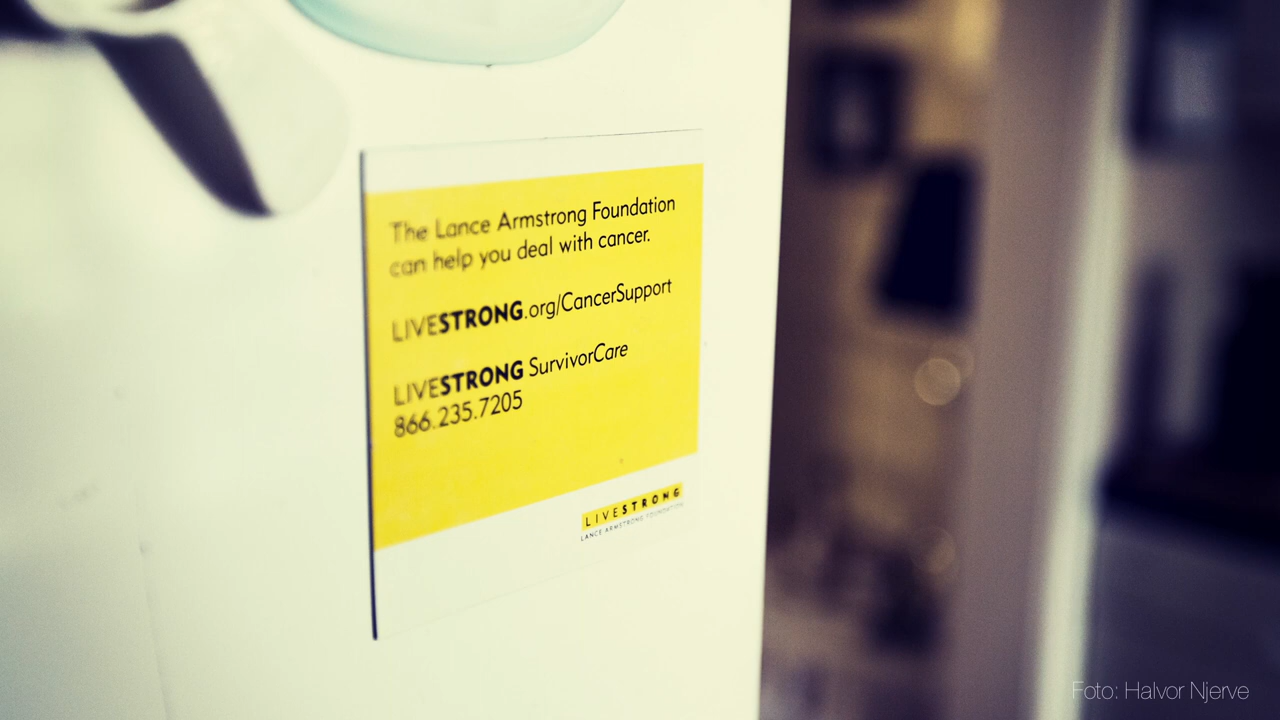 The Lance Armstrong Foundation
can help you deal with cancer.
LIVESTRONG.org/CancerSupport
LIVESTRONG SurvivorCare
866.235.7205
LIVESTRONG
LANCE ARMSTRONG FOUNDATION
Foto: Halvor Njerve